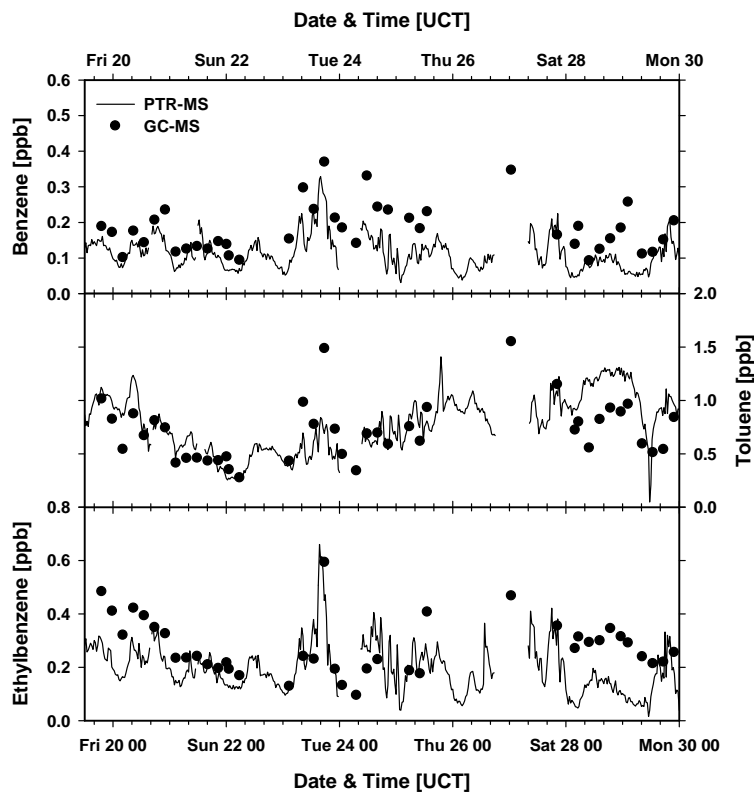 Date & Time [UCT]
Fri 20 Sun 22 Tue 24 Thu 26 Sat 28 Mon 30
0.6
PTR-MS
GC-MS
0.5
0.4
0.3
0.2
0.1
0.0
Benzene [ppb]
2.0
1.5
1.0
0.5
0.0
Toluene [ppb]
0.8
0.6
0.4
0.2
0.0
Ethylbenzene [ppb]
Fri 20 00 Sun 22 00 Tue 24 00 Thu 26 00 Sat 28 00 Mon 30 00
Date & Time [UCT]